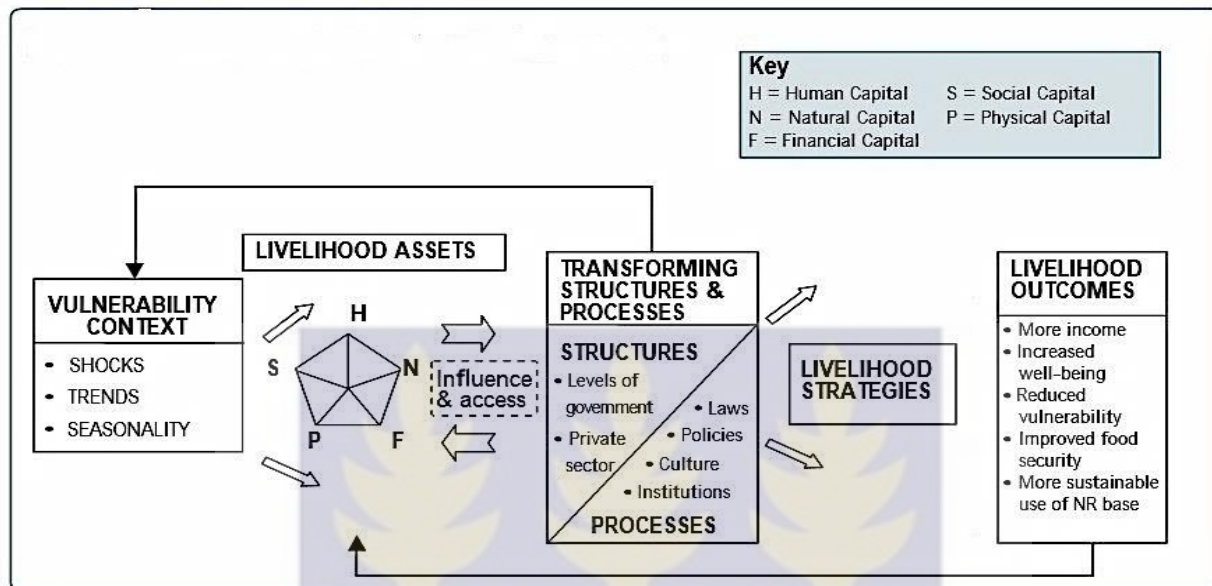 Key
H = Human Capital S = Social Capital
N = Natural Capital P = Physical Capital
F = Financial Capital
LIVELIHOOD ASSETS
VULNERABILITY
CONTEXT
• SHOCKS
• TRENDS
• SEASONALITY
H
S
N
P
F
Influence
& access
TRANSFORMING
STRUCTURES &
PROCESSES
STRUCTURES
• Levels of
government
• Private
sector
• Laws
• Policies
• Culture
• Institutions
PROCESSES
LIVELIHOOD
STRATEGIES
LIVELIHOOD
OUTCOMES
• More income
• Increased
well-being
• Reduced
vulnerability
• Improved food
security
• More sustainable
use of NR base